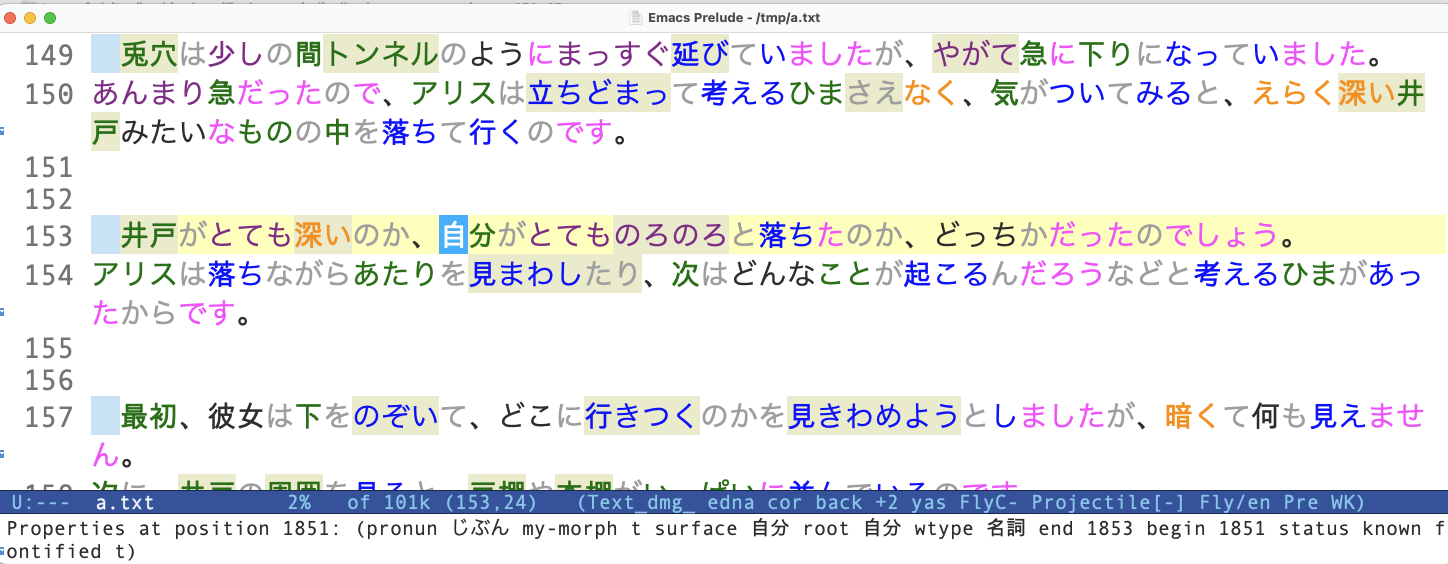 Emacs Prelude - /tmp/a.txt
149 兎穴は少しの間トンネルのようにまっすぐ延びていましたが、やがて急に下りになっていました。
150 あんまり急だったので、アリスは立ちどまって考えるひまさえなく、気がついてみると、えらく深い井
戸みたいなものの中を落ちて行くのです。
151
152
153 井戸がとても深いのか、自分がとてものろのろと落ちたのか、どっちかだったのでしょう。
154 アリスは落ちながらあたりを見まわしたり、次はどんなことが起こるんだろうなどと考えるひまがあっ
たからです。
155
156
157 最初、彼女は下をのぞいて、どこに行きつくのかを見きわめようとしましたが、暗くて何も見えませ
ん。
U:--- a.txt 2% of 101k (153,24) (Text_dmg_ edna cor back +2 yas FlyC- Projectile[-] Fly/en Pre WK)
Properties at position 1851: (pronun じぶん my-morph t surface 自分 root 自分 wtype 名詞 end 1853 begin 1851 status known f
ontified t)